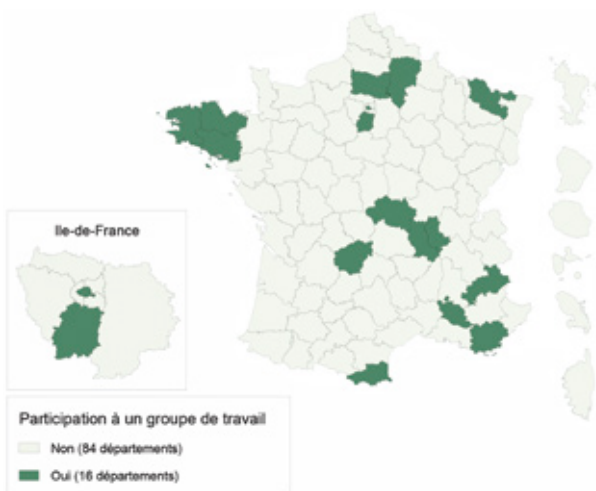 Ile-de-France
Participation à un groupe de travail
Non (84 départements)
Oui (16 départements)